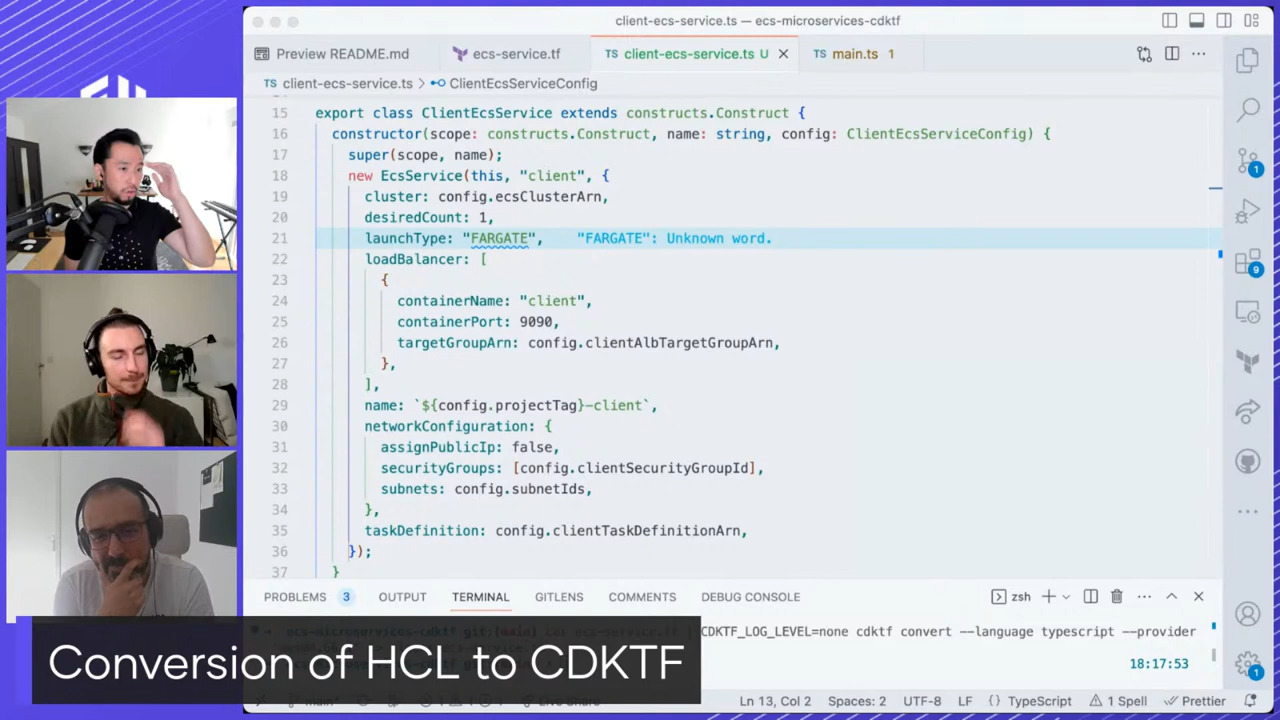 client-ecs-service.ts — ecs-microservices-cdktf
Preview README.md
ecs-service.tf
TS client-ecs-service.ts U
TS main.ts 1
TS client-ecs-service.ts > ClientEcsServiceConfig
15 export class ClientEcsService extends constructs.Construct {
16 constructor(scope: constructs.Construct, name: string, config: ClientEcsServiceConfig) {
17 super(scope, name);
18 new EcsService(this, "client", {
19 cluster: config.ecsClusterArn,
20 desiredCount: 1,
21 launchType: "FARGATE", "FARGATE": Unknown word.
22 loadBalancer: [
23 {
24 containerName: "client",
25 containerPort: 9090,
26 targetGroupArn: config.clientAlbTargetGroupArn,
27 },
28 ],
29 name: `${config.projectTag}-client`,
30 networkConfiguration: {
31 assignPublicIp: false,
32 securityGroups: [config.clientSecurityGroupId],
33 subnets: config.subnetIds,
34 },
35 taskDefinition: config.clientTaskDefinitionArn,
36 });
37 }
1
9
1
1
PROBLEMS 3 OUTPUT TERMINAL GITLENS COMMENTS DEBUG CONSOLE zsh
CDKTF_LOG_LEVEL=none cdktf convert --language typescript --provider
18:17:53
Conversion of HCL to CDKTF
Ln 13, Col 2 Spaces: 2 UTF-8 LF {} TypeScript 1 Spell Prettier